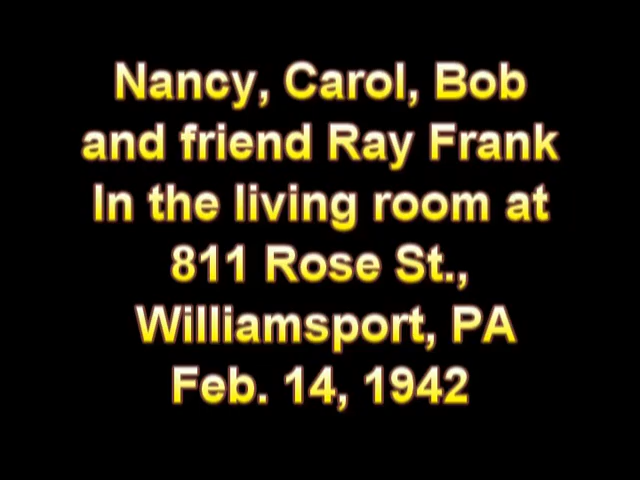 Nancy, Carol, Bob
and friend Ray Frank
In the living room at
811 Rose St.,
Williamsport, PA
Feb. 14, 1942